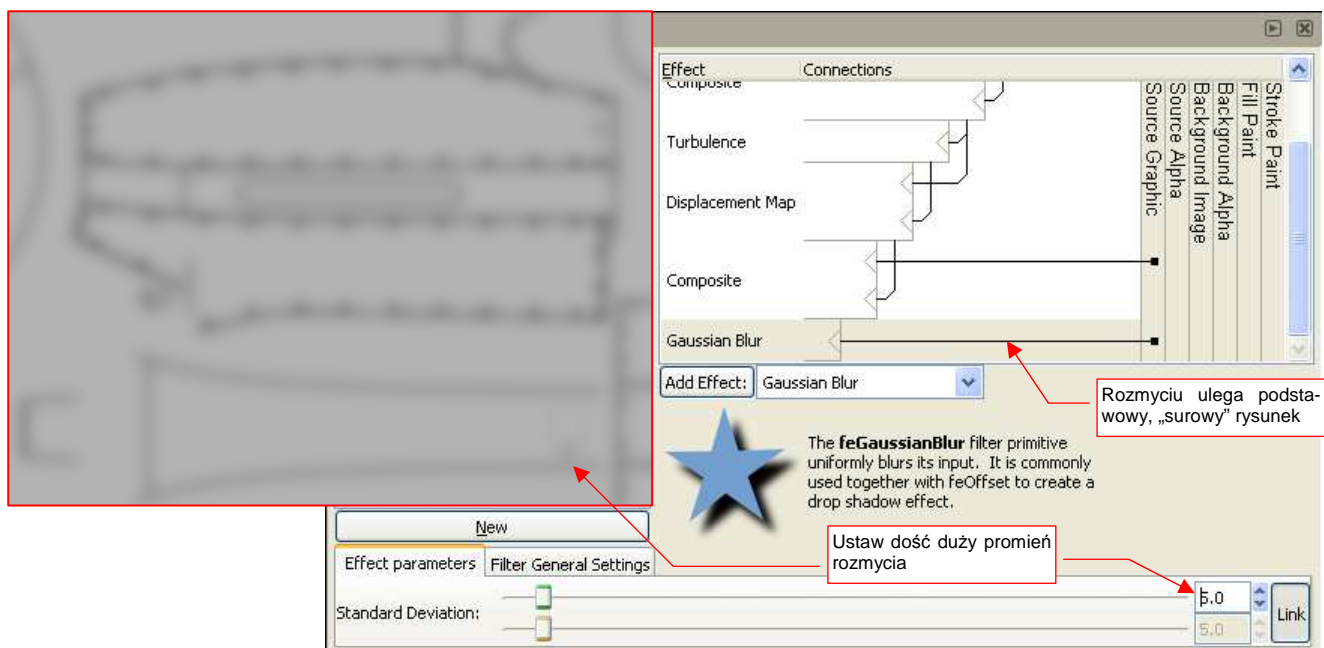 Effect Connections
Composite
Turbulence
Displacement Map
Composite
Gaussian Blur
Source Graphic
Source Alpha
Background Image
Background Alpha
Fill Paint
Stroke Paint
Add Effect: Gaussian Blur
Rozmyciu ulega podsta-
wowy, „surowy” rysunek
The feGaussianBlur filter primitive
uniformly blurs its input. It is commonly
used together with feOffset to create a
drop shadow effect.
New
Ustaw dość duży promień
rozmycia
Effect parameters Filter General Settings
Standard Deviation:
5.0
5.0
Link